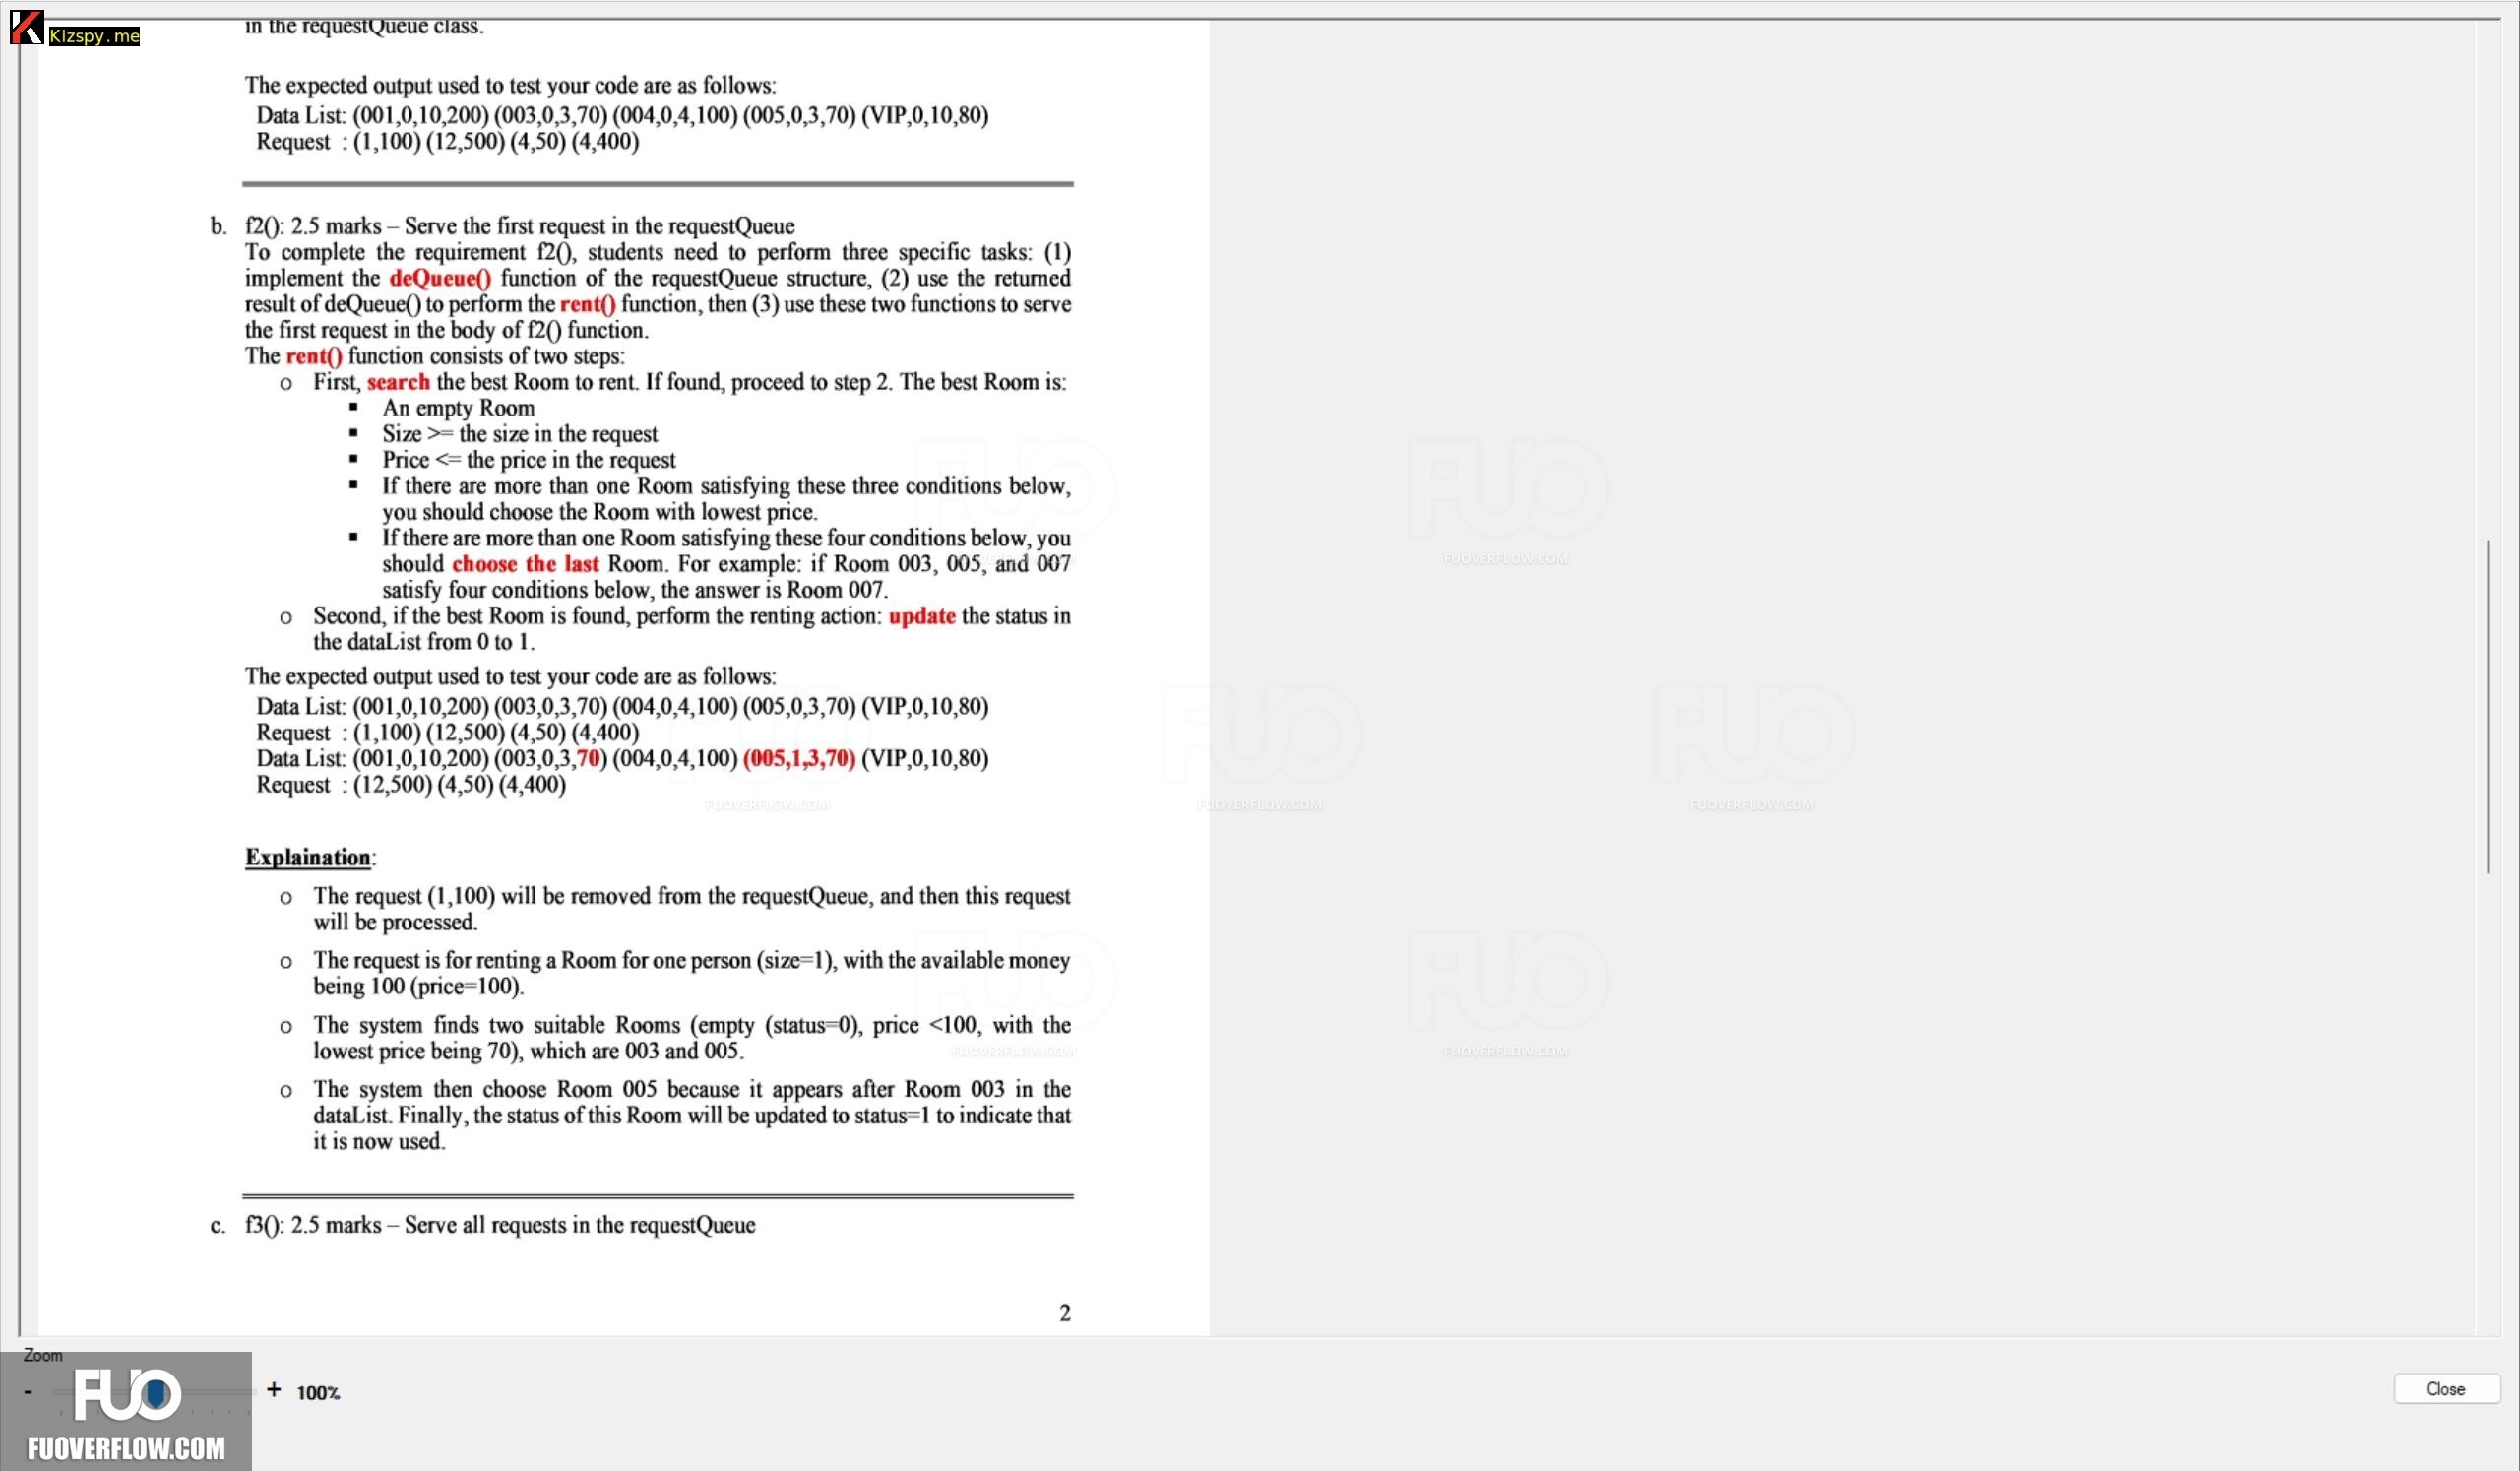 Kizspy.me
in the requestQueue class.
The expected output used to test your code are as follows:
Data List: (001,0,10,200) (003,0,3,70) (004,0,4,100) (005,0,3,70) (VIP,0,10,80)
Request : (1,100) (12,500) (4,50) (4,400)
b. f2(): 2.5 marks – Serve the first request in the requestQueue
To complete the requirement f2(), students need to perform three specific tasks: (1)
implement the deQueue() function of the requestQueue structure, (2) use the returned
result of deQueue() to perform the rent() function, then (3) use these two functions to serve
the first request in the body of f2() function.
The rent() function consists of two steps:
o First, search the best Room to rent. If found, proceed to step 2. The best Room is:
▪ An empty Room
▪ Size >= the size in the request
▪ Price <= the price in the request
▪ If there are more than one Room satisfying these three conditions below,
you should choose the Room with lowest price.
▪ If there are more than one Room satisfying these four conditions below, you
should choose the last Room. For example: if Room 003, 005, and 007
satisfy four conditions below, the answer is Room 007.
o Second, if the best Room is found, perform the renting action: update the status in
the dataList from 0 to 1.
The expected output used to test your code are as follows:
Data List: (001,0,10,200) (003,0,3,70) (004,0,4,100) (005,0,3,70) (VIP,0,10,80)
Request : (1,100) (12,500) (4,50) (4,400)
Data List: (001,0,10,200) (003,0,3,70) (004,0,4,100) (005,1,3,70) (VIP,0,10,80)
Request : (12,500) (4,50) (4,400)
Explaination:
o The request (1,100) will be removed from the requestQueue, and then this request
will be processed.
o The request is for renting a Room for one person (size=1), with the available money
being 100 (price=100).
o The system finds two suitable Rooms (empty (status=0), price <100, with the
lowest price being 70), which are 003 and 005.
o The system then choose Room 005 because it appears after Room 003 in the
dataList. Finally, the status of this Room will be updated to status=1 to indicate that
it is now used.
c. f3(): 2.5 marks – Serve all requests in the requestQueue
2
FUO
FUOVERFLOW.COM
FUO
FUOVERFLOW.COM
FUO
FUOVERFLOW.COM
FUO
FUOVERFLOW.COM
FUO
FUOVERFLOW.COM
FUO
FUOVERFLOW.COM
FUO
FUOVERFLOW.COM
Zoom
- + 100%
Close
FUO
FUOVERFLOW.COM